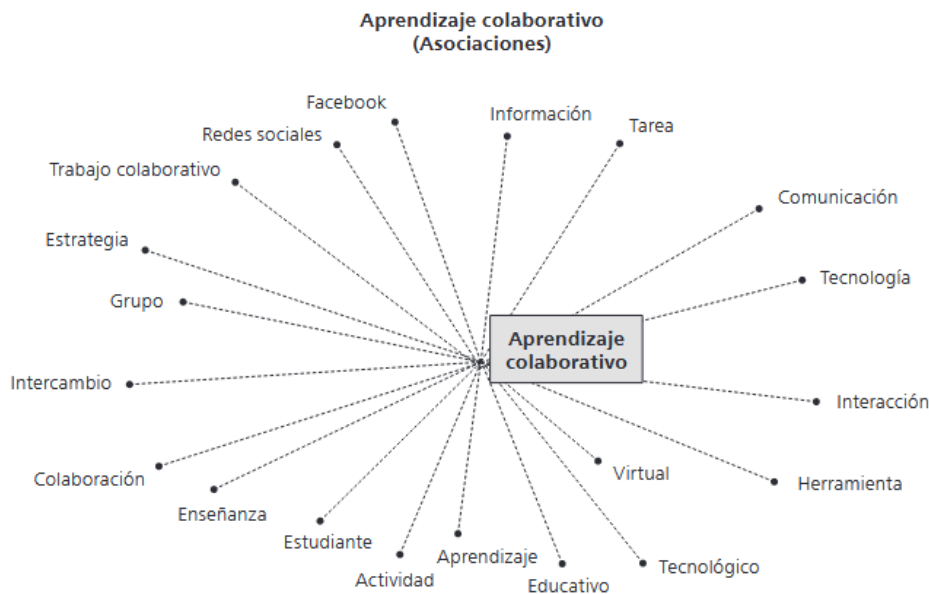 Aprendizaje colaborativo
(Asociaciones)
Facebook
Información
Redes sociales
Tarea
Trabajo colaborativo
Comunicación
Estrategia
Tecnología
Grupo
Aprendizaje
colaborativo
Intercambio
Interacción
Colaboración
Virtual
Herramienta
Enseñanza
Estudiante
Aprendizaje
Tecnológico
Actividad
Educativo